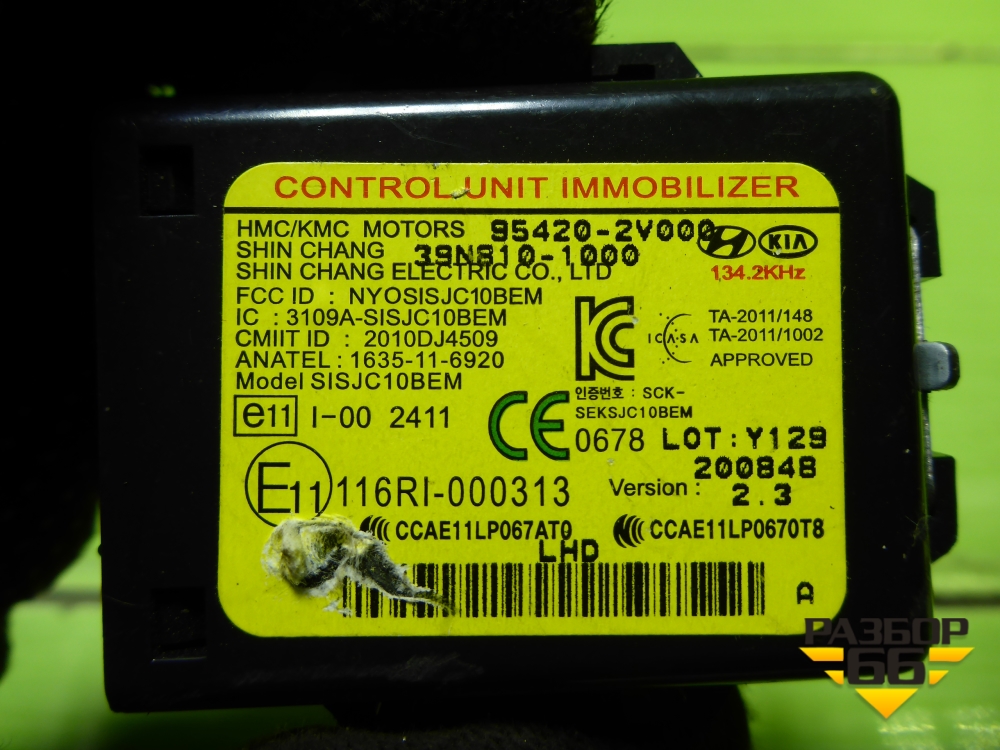 CONTROL UNIT IMMOBILIZER
HMC/KMC MOTORS 95420-2V000
SHIN CHANG 39N810-1000
KIA
SHIN CHANG ELECTRIC CO., LTD
134.2KHz
FCC ID : NYOSISJC10BEM
IC : 3109A-SISJC10BEM
CMIIT ID : 2010DJ4509
ANATEL : 1635-11-6920
Model SISJC10BEM
ICASA
TA-2011/148
TA-2011/1002
APPROVED
인증번호 : SCK-
SEKSJC10BEM
e11 I-00 2411
CE 0678 LOT:Y129
200848
Version : 2.3
E11 116RI-000313
CCAE11LP067AT0
CCAE11LP0670T8
LHD
A
РАЗБОР
66